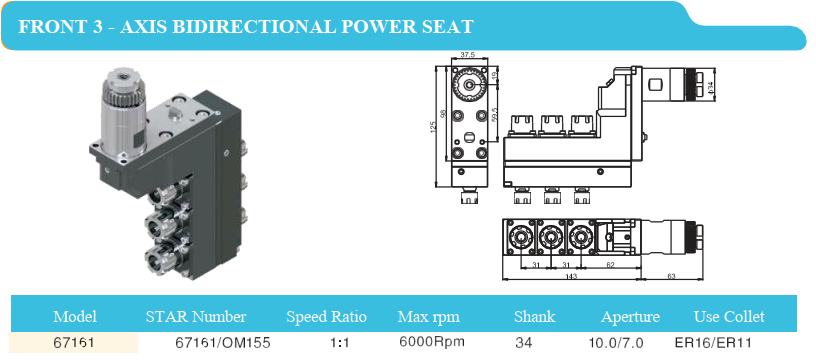 FRONT 3 - AXIS BIDIRECTIONAL POWER SEAT
37.5
19
59.5
98
125
Φ34
31 31 62
143 63
Model STAR Number Speed Ratio Max rpm Shank Aperture Use Collet
67161 67161/OM155 1:1 6000Rpm 34 10.0/7.0 ER16/ER11